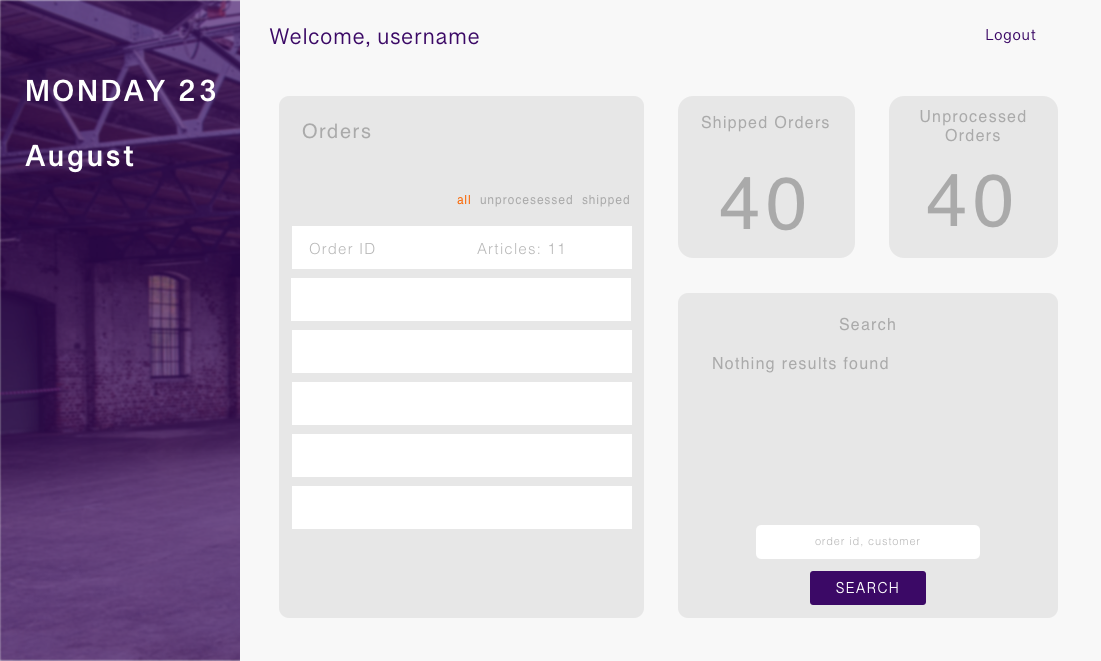 MONDAY 23
August
Welcome, username
Logout
Orders
all unprocesessed shipped
Order ID Articles: 11
Shipped Orders
40
Unprocessed
Orders
40
Search
Nothing results found
order id, customer
SEARCH